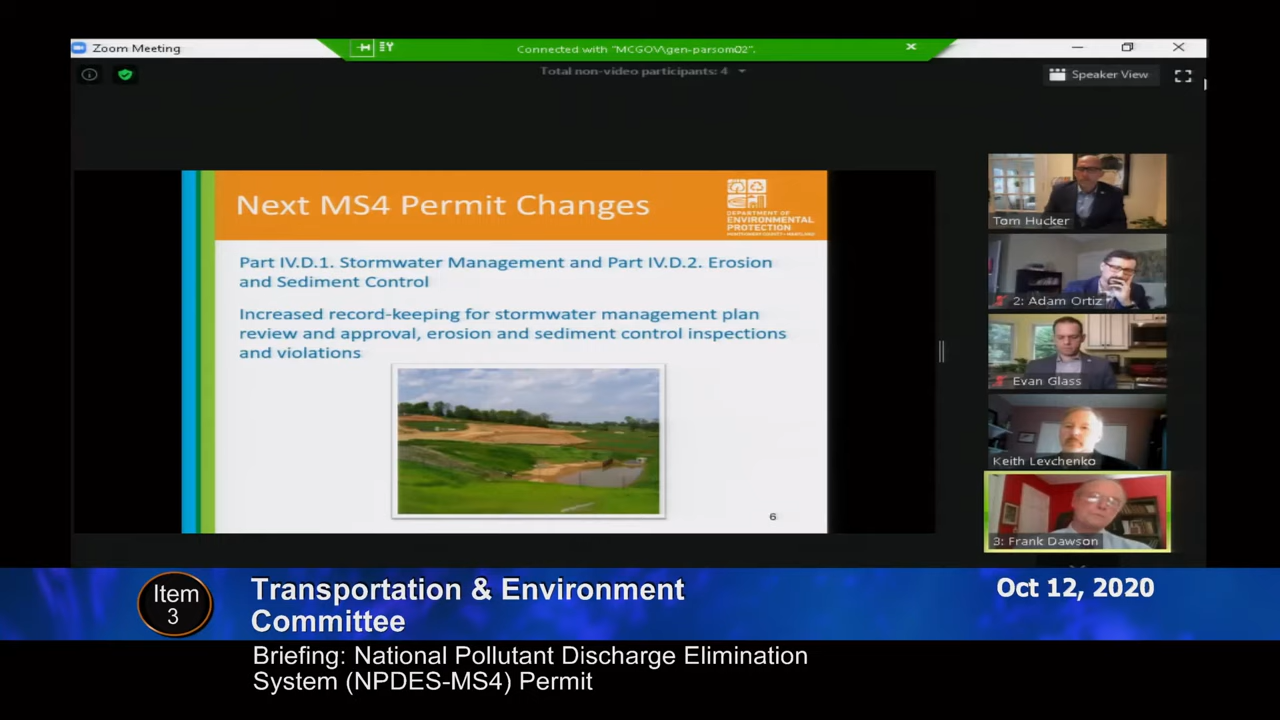 Zoom Meeting
Connected with "MCGOV\gen-parsom02".
Total non-video participants: 4
Speaker View
Next MS4 Permit Changes
DEPARTMENT OF
ENVIRONMENTAL
PROTECTION
MONTGOMERY COUNTY • MARYLAND
Part IV.D.1. Stormwater Management and Part IV.D.2. Erosion
and Sediment Control
Increased record-keeping for stormwater management plan
review and approval, erosion and sediment control inspections
and violations
6
Tom Hucker
2: Adam Ortiz
Evan Glass
Keith Levchenko
3: Frank Dawson
Item
3
Transportation & Environment
Committee
Oct 12, 2020
Briefing: National Pollutant Discharge Elimination
System (NPDES-MS4) Permit